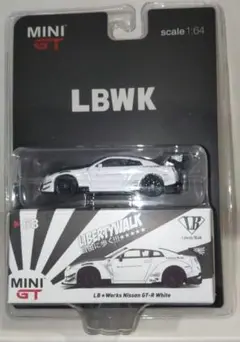 MINI GT
scale 1:64
LBWK
LIBERTYWALK
MINI GT
LB★Works Nissan GT-R White